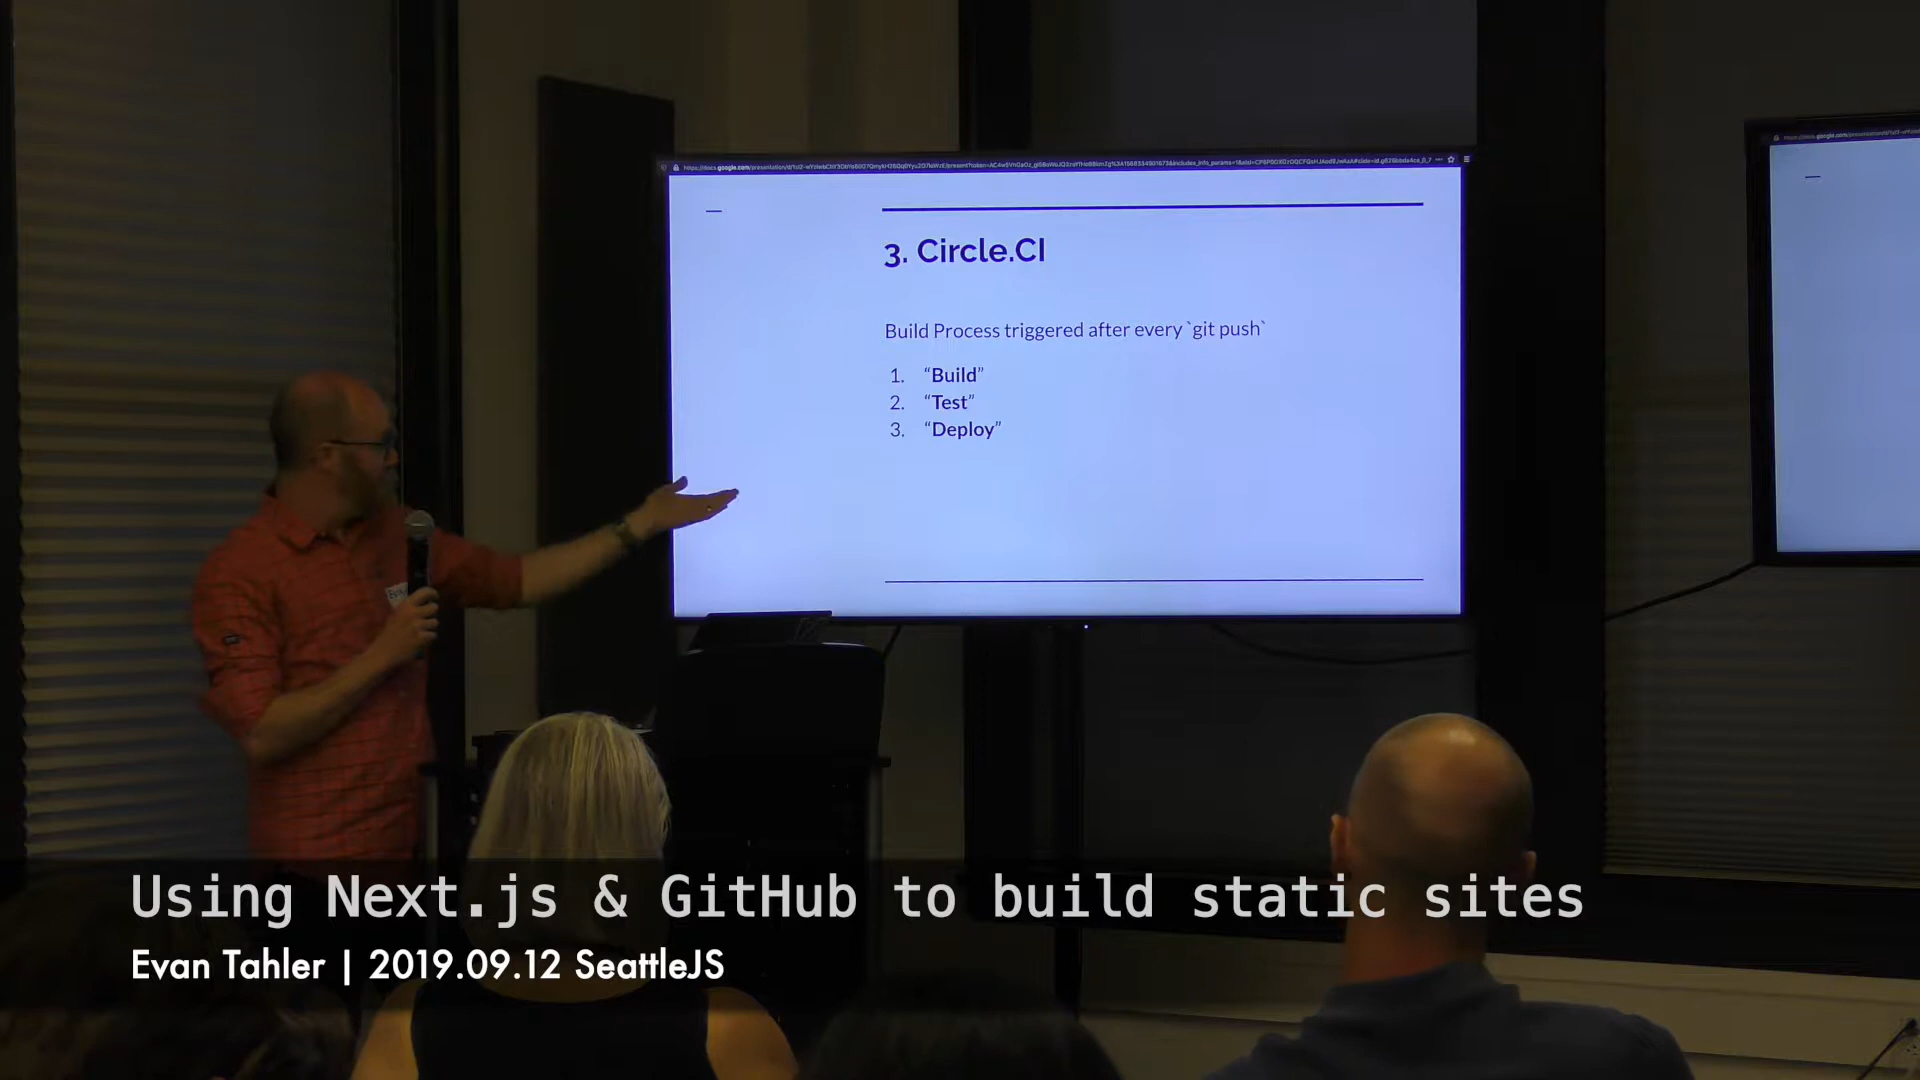 3. Circle.CI
Build Process triggered after every `git push`
1. “Build”
2. “Test”
3. “Deploy”
Using Next.js & GitHub to build static sites
Evan Tahler | 2019.09.12 SeattleJS